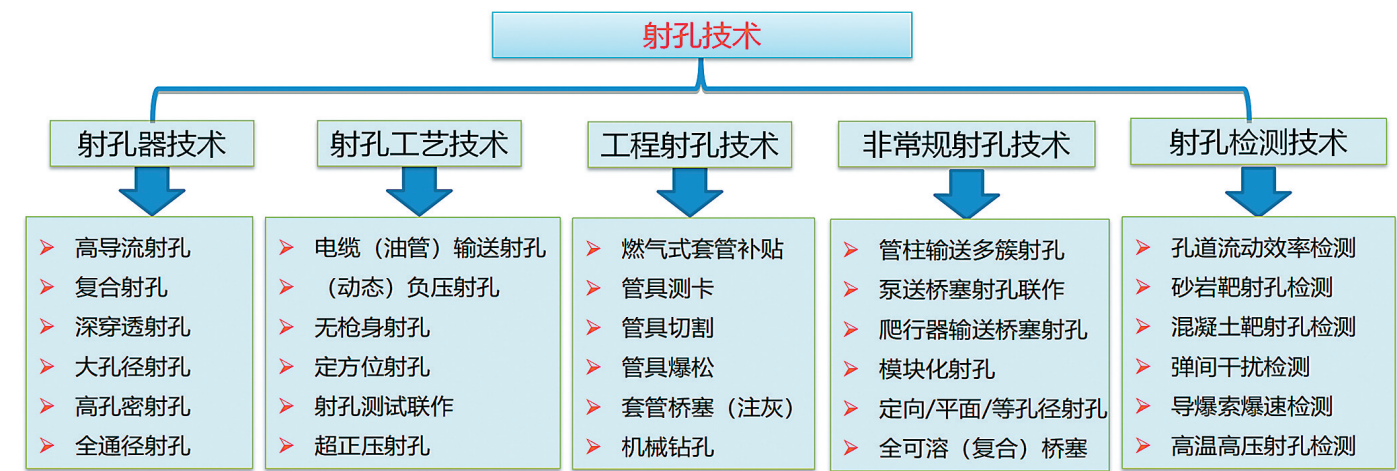 射孔技术
射孔器技术
高导流射孔
复合射孔
深穿透射孔
大孔径射孔
高孔密射孔
全通径射孔
射孔工艺技术
电缆（油管）输送射孔
（动态）负压射孔
无枪身射孔
定方位射孔
射孔测试联作
超正压射孔
工程射孔技术
燃气式套管补贴
管具测卡
管具切割
管具爆松
套管桥塞（注灰）
机械钻孔
非常规射孔技术
管柱输送多簇射孔
泵送桥塞射孔联作
爬行器输送桥塞射孔
模块化射孔
定向/平面/等孔径射孔
全可溶（复合）桥塞
射孔检测技术
孔道流动效率检测
砂岩靶射孔检测
混凝土靶射孔检测
弹间干扰检测
导爆索爆速检测
高温高压射孔检测